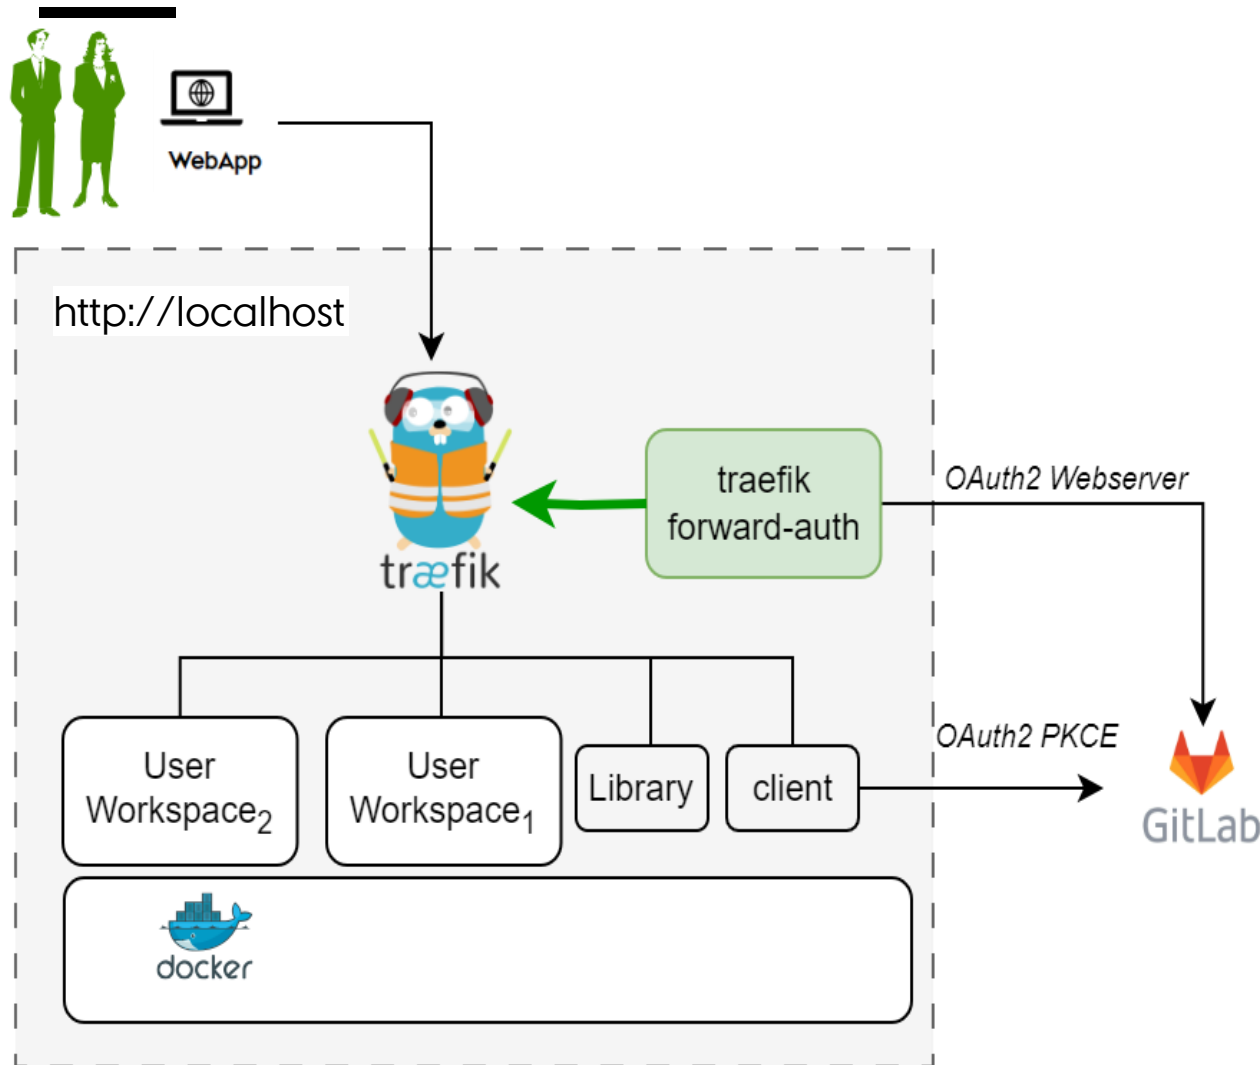 WebApp
http://localhost
træfik
traefik
forward-auth
OAuth2 Webserver
User
Workspace2
User
Workspace1
Library
client
OAuth2 PKCE
GitLab
docker